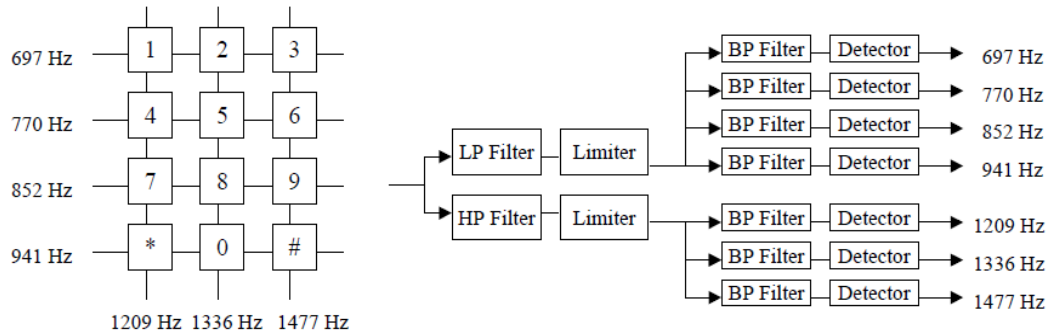 697 Hz 1 2 3
770 Hz 4 5 6
852 Hz 7 8 9
941 Hz * 0 #
1209 Hz 1336 Hz 1477 Hz
LP Filter Limiter
HP Filter Limiter
BP Filter Detector 697 Hz
BP Filter Detector 770 Hz
BP Filter Detector 852 Hz
BP Filter Detector 941 Hz
BP Filter Detector 1209 Hz
BP Filter Detector 1336 Hz
BP Filter Detector 1477 Hz